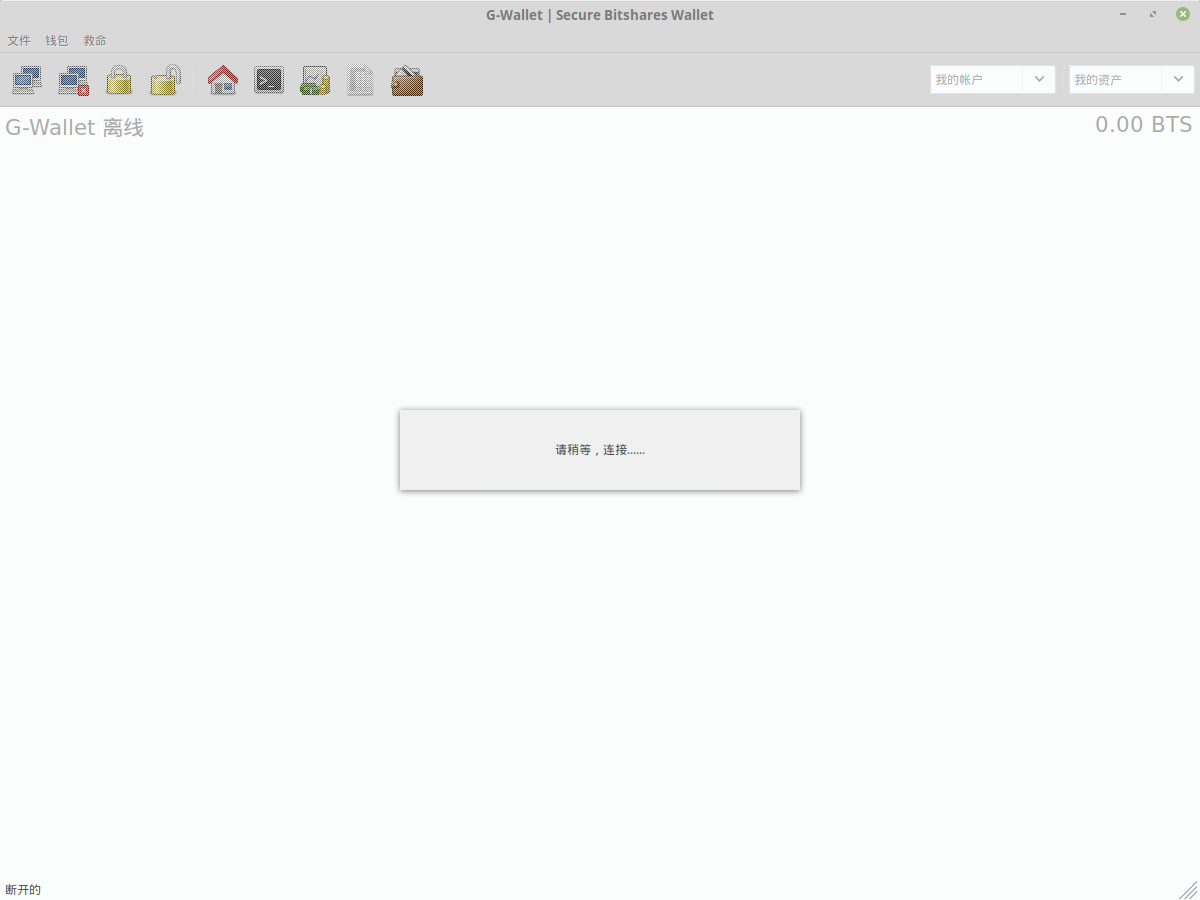 G-Wallet | Secure Bitshares Wallet
文件 钱包 救命
我的帐户 我的资产
G-Wallet 离线 0.00 BTS
请稍等，连接......
断开的